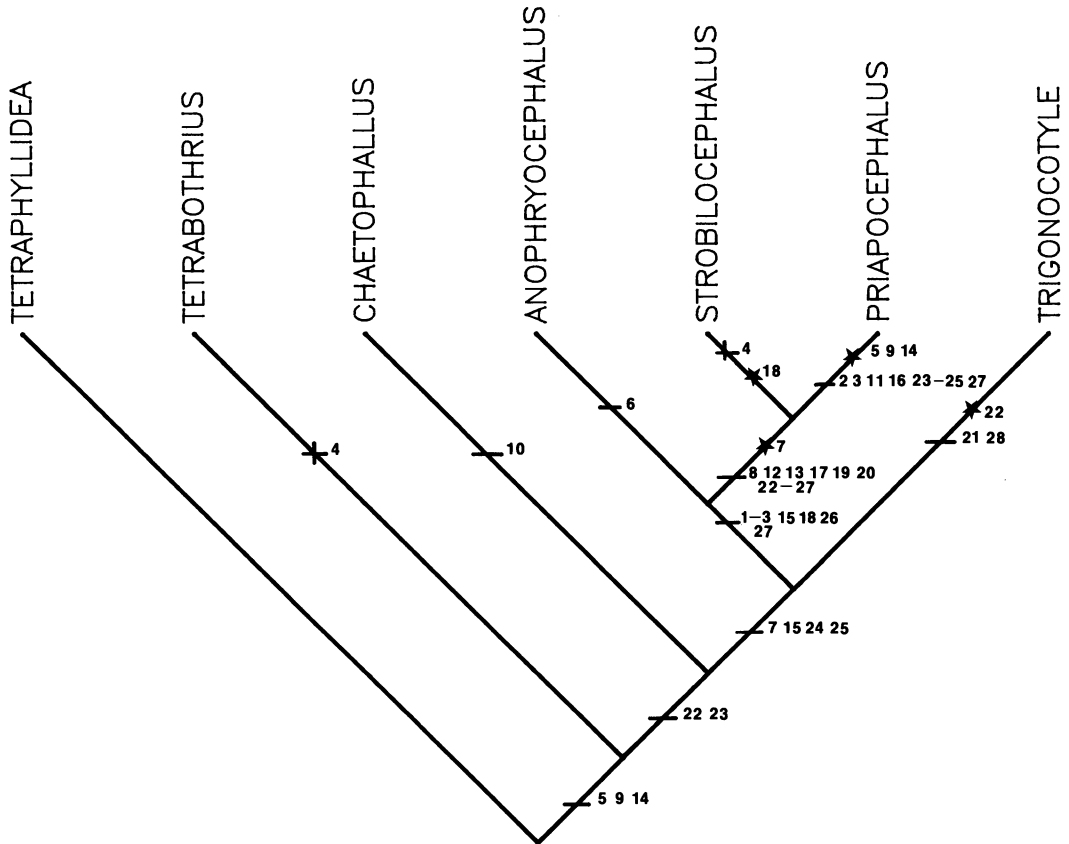 TETRAPHYLLIDEA
TETRABOTHRIUS
CHAETOPHALLUS
ANOPHRYOCEPHALUS
STROBILOCEPHALUS
PRIAPOCEPHALUS
TRIGONOCOTYLE
4
5 9 14
18
2 3 11 16 23-25 27
6
22
21 28
4
10
7
8 12 13 17 19 20
22-27
1-3 15 18 26
27
7 15 24 25
22 23
5 9 14